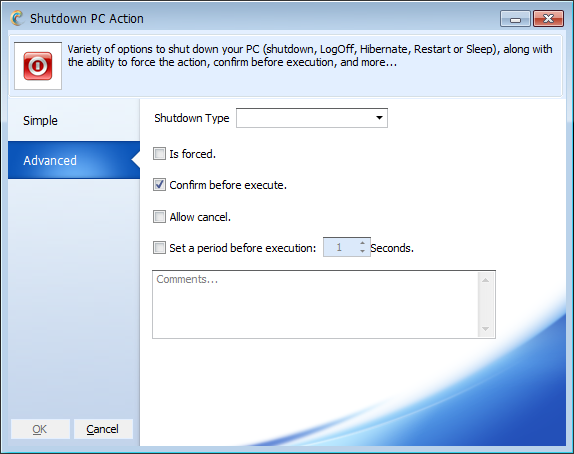 Shutdown PC Action
Variety of options to shut down your PC (shutdown, LogOff, Hibernate, Restart or Sleep), along with
the ability to force the action, confirm before execution, and more...
Simple
Advanced
Shutdown Type
Is forced.
Confirm before execute.
Allow cancel.
Set a period before execution: 1 Seconds.
Comments...
OK
Cancel